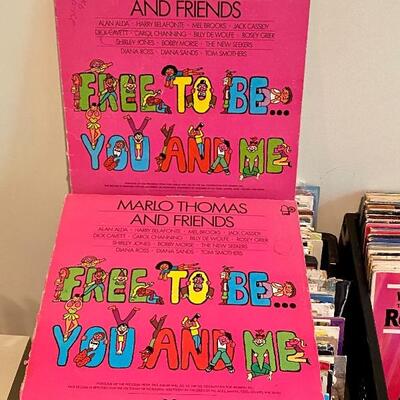 AND FRIENDS
ALAN ALDA · HARRY BELAFONTE · MEL BROOKS · JACK CASSIDY
DICK CAVETT · CAROL CHANNING · BILLY DE WOLFE · ROSEY GRIER
SHIRLEY JONES · BOBBY MORSE · THE NEW SEEKERS
DIANA ROSS · DIANA SANDS · TOM SMOTHERS
FREE TO BE...
YOU AND ME
MARLO THOMAS
AND FRIENDS
ALAN ALDA · HARRY BELAFONTE · MEL BROOKS · JACK CASSIDY
DICK CAVETT · CAROL CHANNING · BILLY DE WOLFE · ROSEY GRIER
SHIRLEY JONES · BOBBY MORSE · THE NEW SEEKERS
DIANA ROSS · DIANA SANDS · TOM SMOTHERS
FREE TO BE...
YOU AND ME